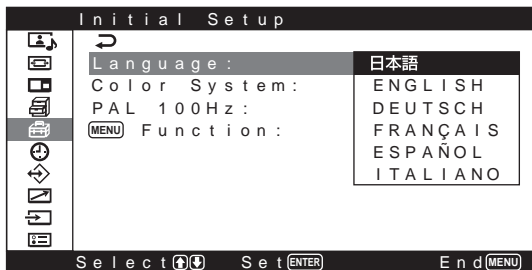 Initial Setup
Language:
Color System:
PAL 100Hz:
MENU Function:
日本語
ENGLISH
DEUTSCH
FRANÇAIS
ESPAÑOL
ITALIANO
Select Set ENTER End MENU